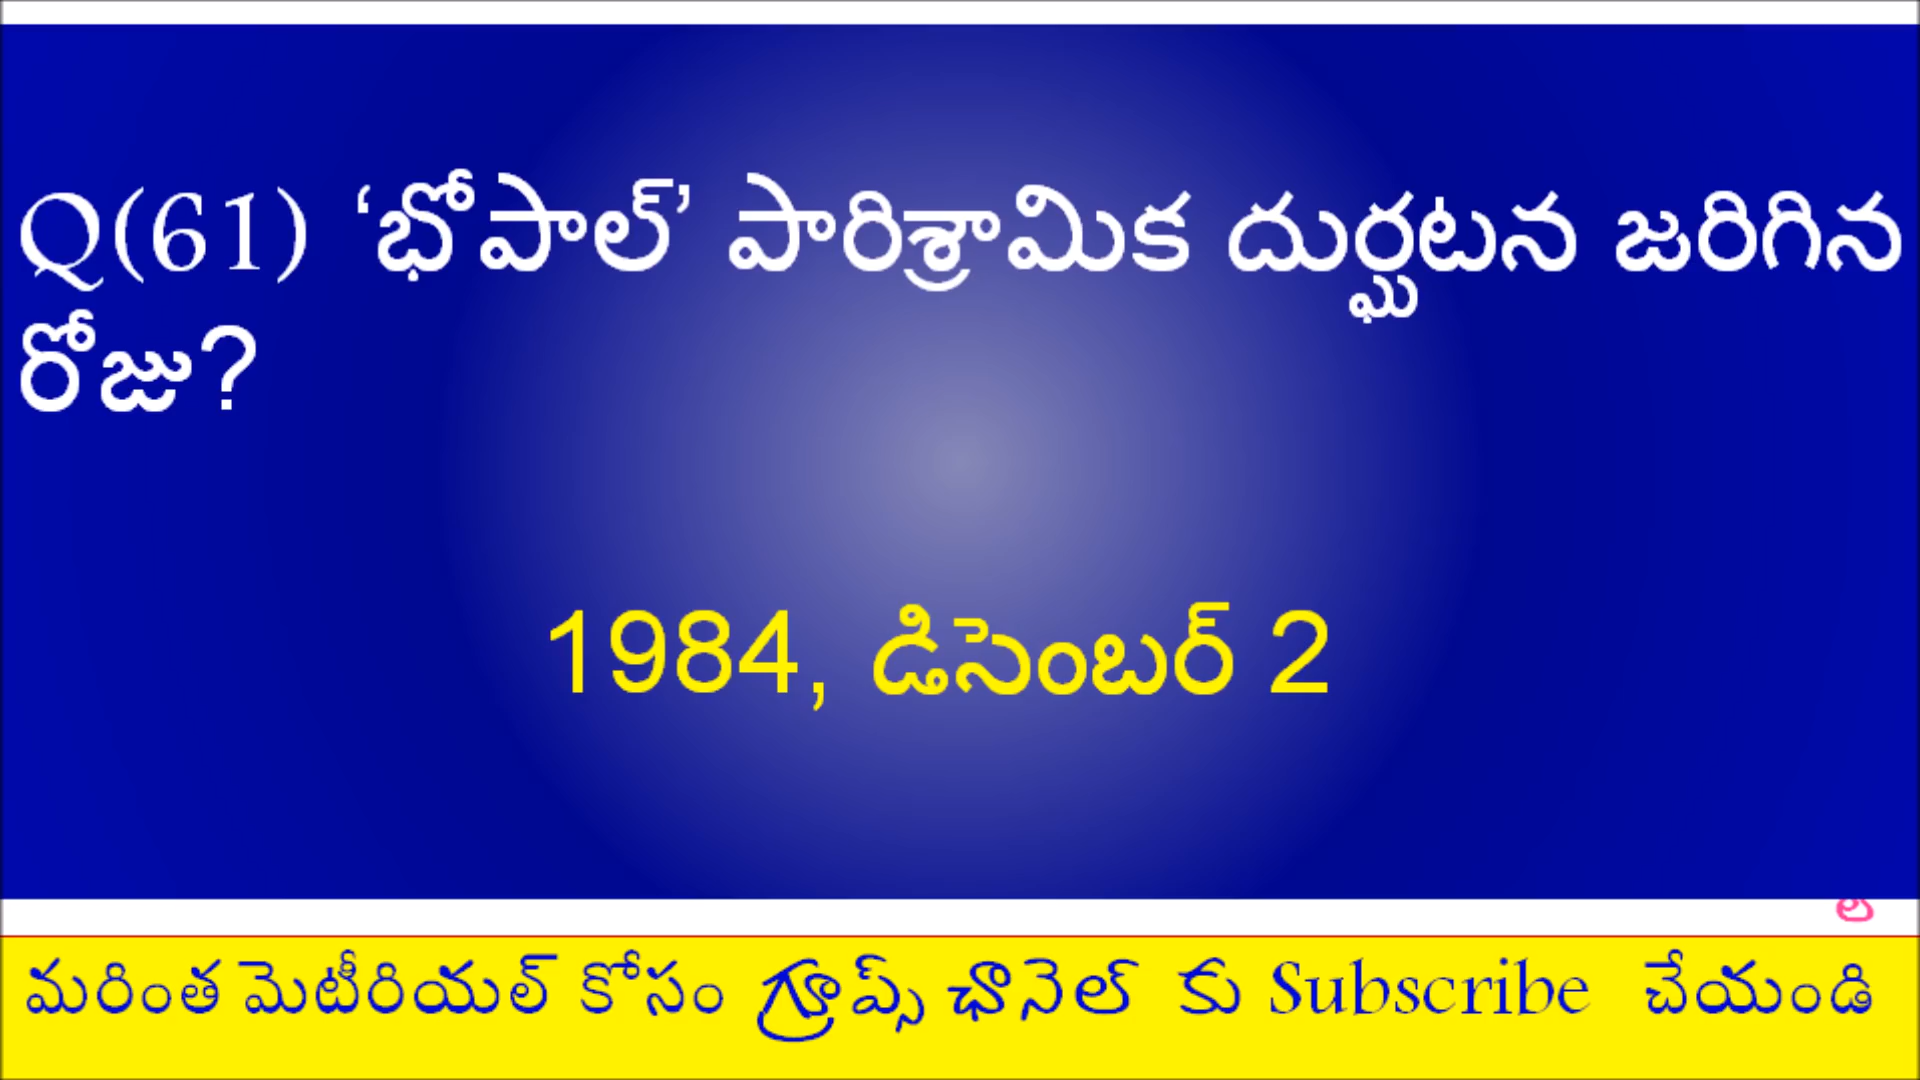 Q(61) ‘భోపాల్’ పారిశ్రామిక దుర్ఘటన జరిగిన
రోజు?
1984, డిసెంబర్ 2
మరింత మెటీరియల్ కోసం గ్రూప్స్ ఛానెల్ కు Subscribe చేయండి